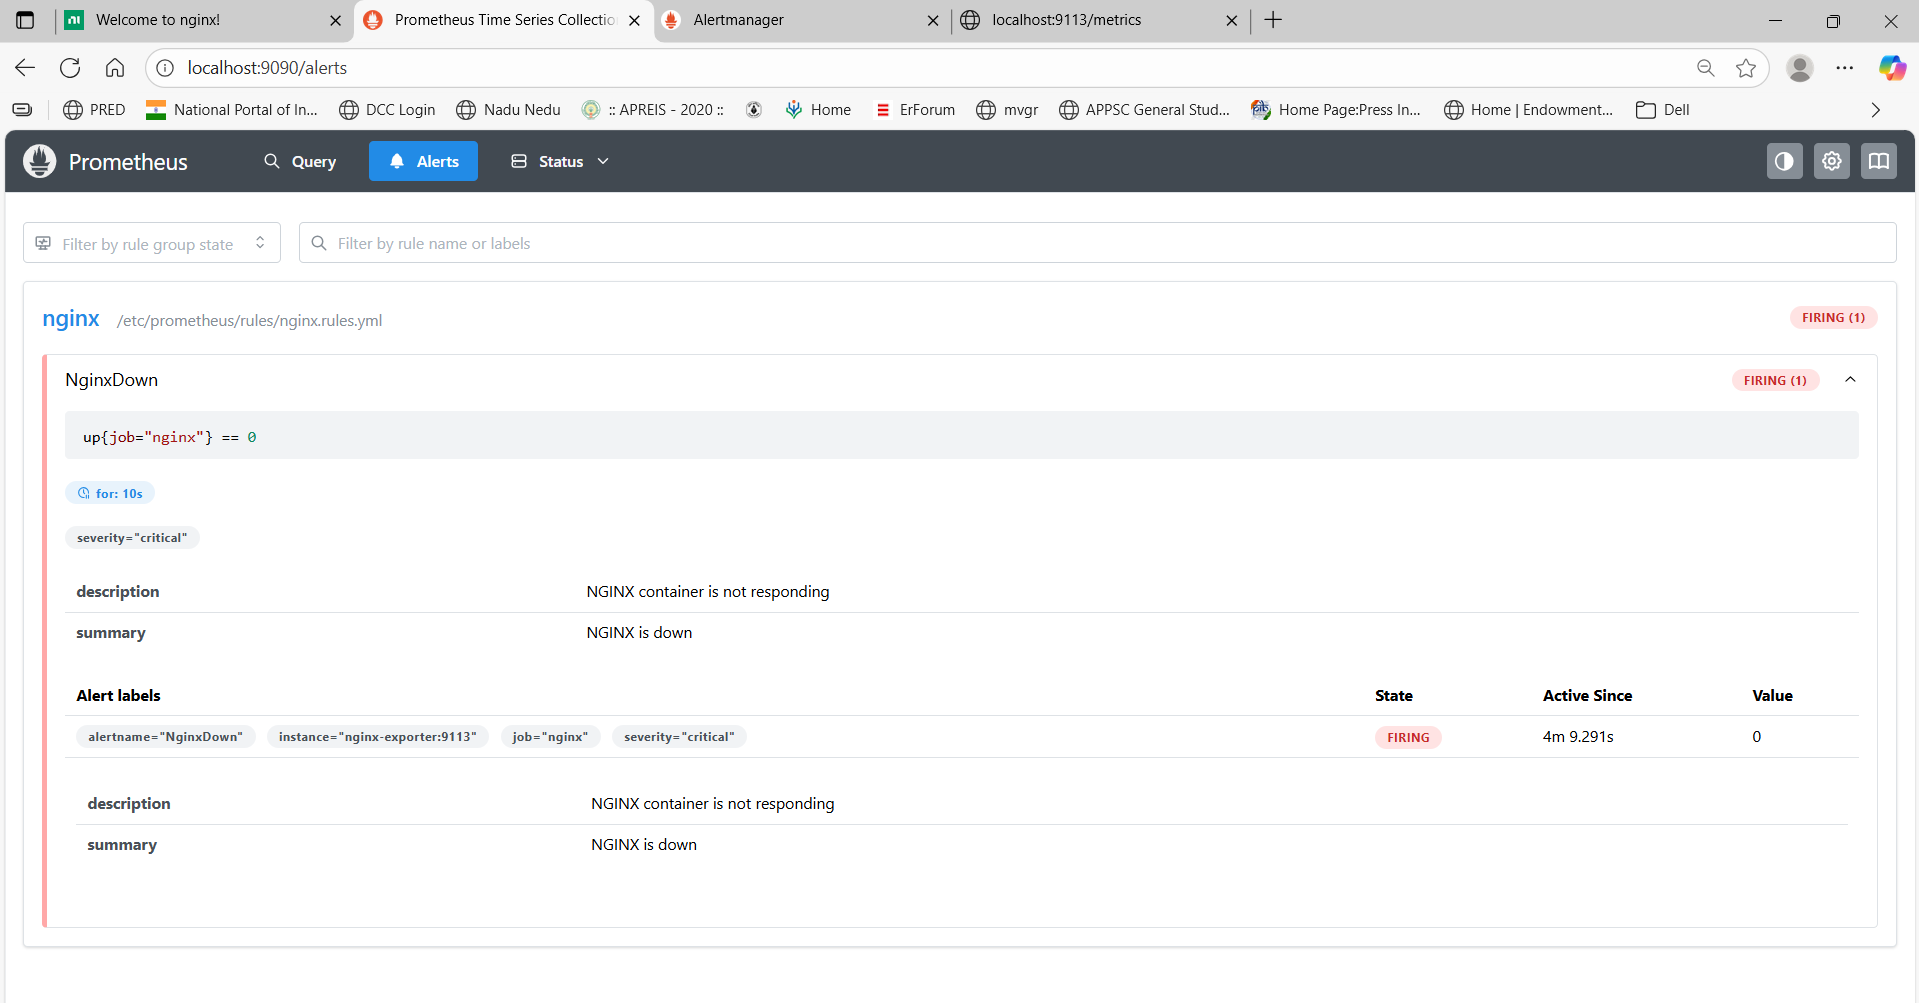 Welcome to nginx!
Prometheus Time Series Collectio
Alertmanager
localhost:9113/metrics
localhost:9090/alerts
PRED
National Portal of In...
DCC Login
Nadu Nedu
:: APREIS - 2020 ::
Home
ErForum
mvgr
APPSC General Stud...
Home Page:Press In...
Home | Endowment...
Dell
Prometheus
Query
Alerts
Status
Filter by rule group state
Filter by rule name or labels
nginx /etc/prometheus/rules/nginx.rules.yml FIRING (1)
NginxDown FIRING (1)
up{job="nginx"} == 0
for: 10s
severity="critical"
description NGINX container is not responding
summary NGINX is down
Alert labels State Active Since Value
alertname="NginxDown" instance="nginx-exporter:9113" job="nginx" severity="critical" FIRING 4m 9.291s 0
description NGINX container is not responding
summary NGINX is down